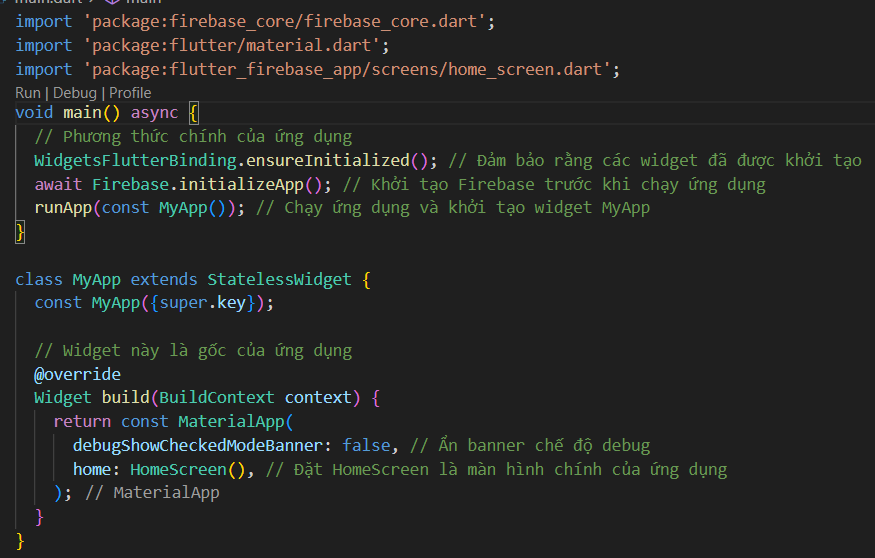 main.dart > main
import 'package:firebase_core/firebase_core.dart';
import 'package:flutter/material.dart';
import 'package:flutter_firebase_app/screens/home_screen.dart';
Run | Debug | Profile
void main() async {
  // Phương thức chính của ứng dụng
  WidgetsFlutterBinding.ensureInitialized(); // Đảm bảo rằng các widget đã được khởi tạo
  await Firebase.initializeApp(); // Khởi tạo Firebase trước khi chạy ứng dụng
  runApp(const MyApp()); // Chạy ứng dụng và khởi tạo widget MyApp
}
class MyApp extends StatelessWidget {
  const MyApp({super.key});
  // Widget này là gốc của ứng dụng
  @override
  Widget build(BuildContext context) {
    return const MaterialApp(
      debugShowCheckedModeBanner: false, // Ẩn banner chế độ debug
      home: HomeScreen(), // Đặt HomeScreen là màn hình chính của ứng dụng
    ); // MaterialApp
  }
}